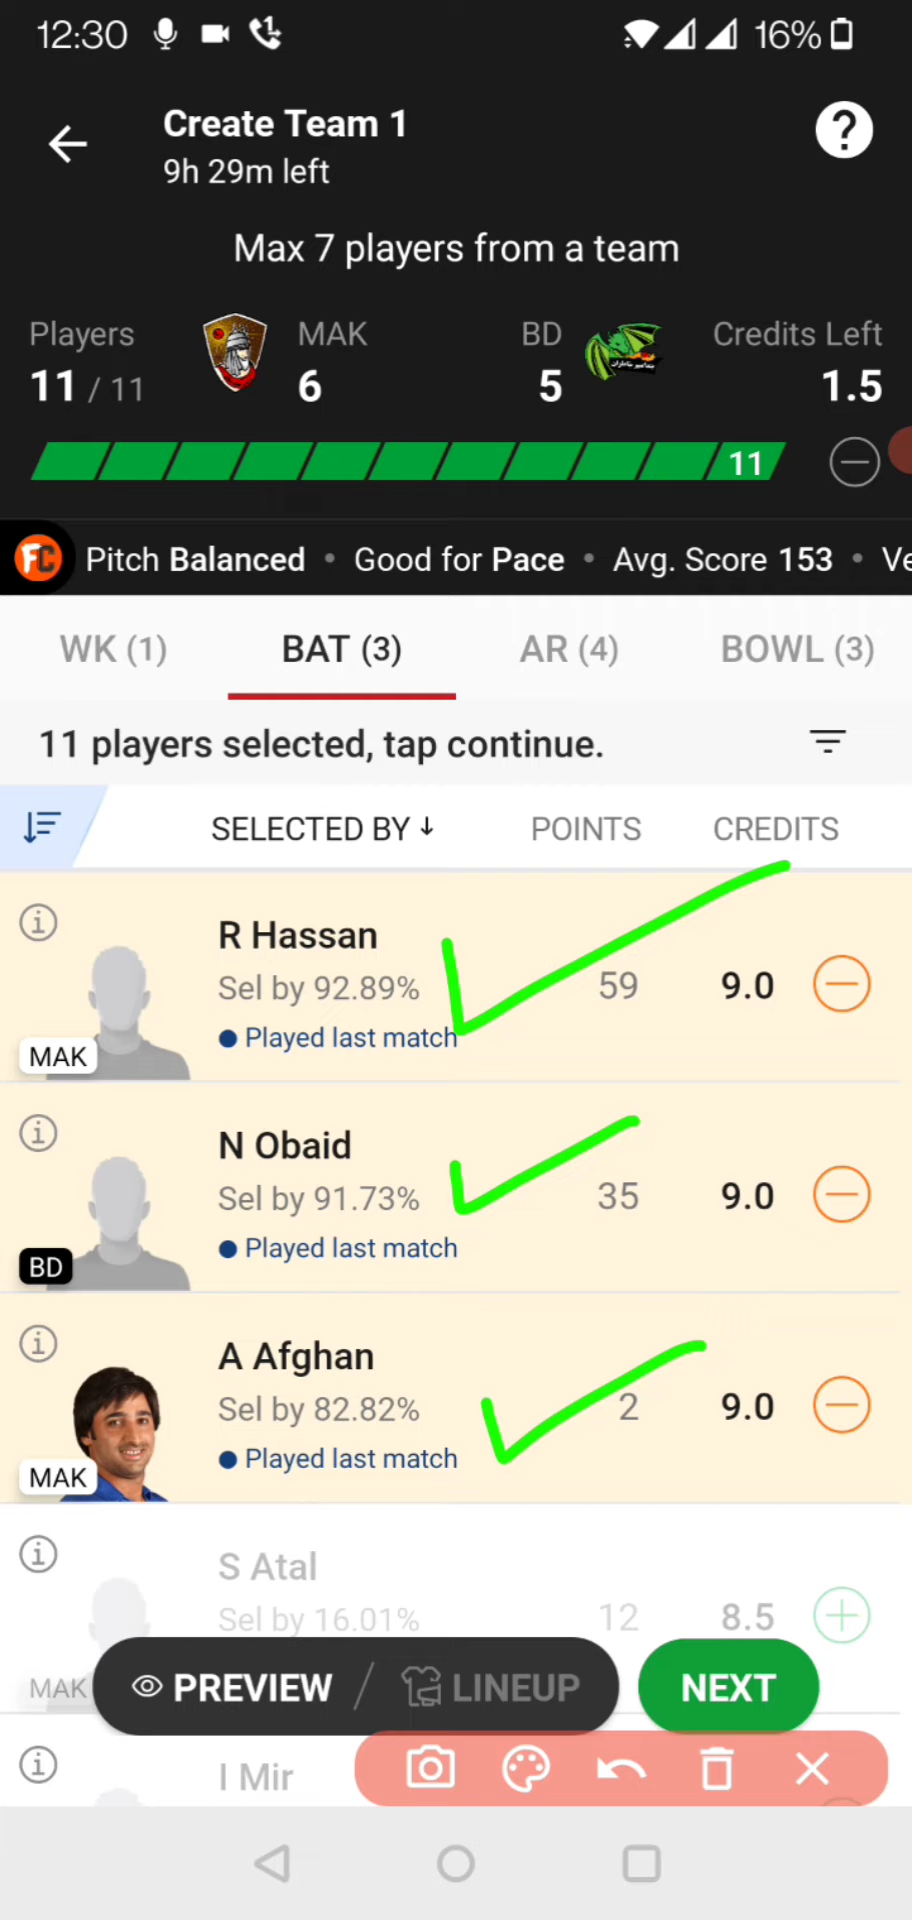 12:30 1 16%
Create Team 1
9h 29m left
?
Max 7 players from a team
Players MAK BD Credits Left
11 / 11 6 5 1.5
11
FC Pitch Balanced • Good for Pace • Avg. Score 153 • Ve
WK (1) BAT (3) AR (4) BOWL (3)
11 players selected, tap continue.
SELECTED BY ↓ POINTS CREDITS
R Hassan
Sel by 92.89% 59 9.0
Played last match
MAK
N Obaid
Sel by 91.73% 35 9.0
Played last match
BD
A Afghan
Sel by 82.82% 2 9.0
Played last match
MAK
S Atal
Sel by 16.01% 12 8.5
MAK
PREVIEW / LINEUP NEXT
I Mir